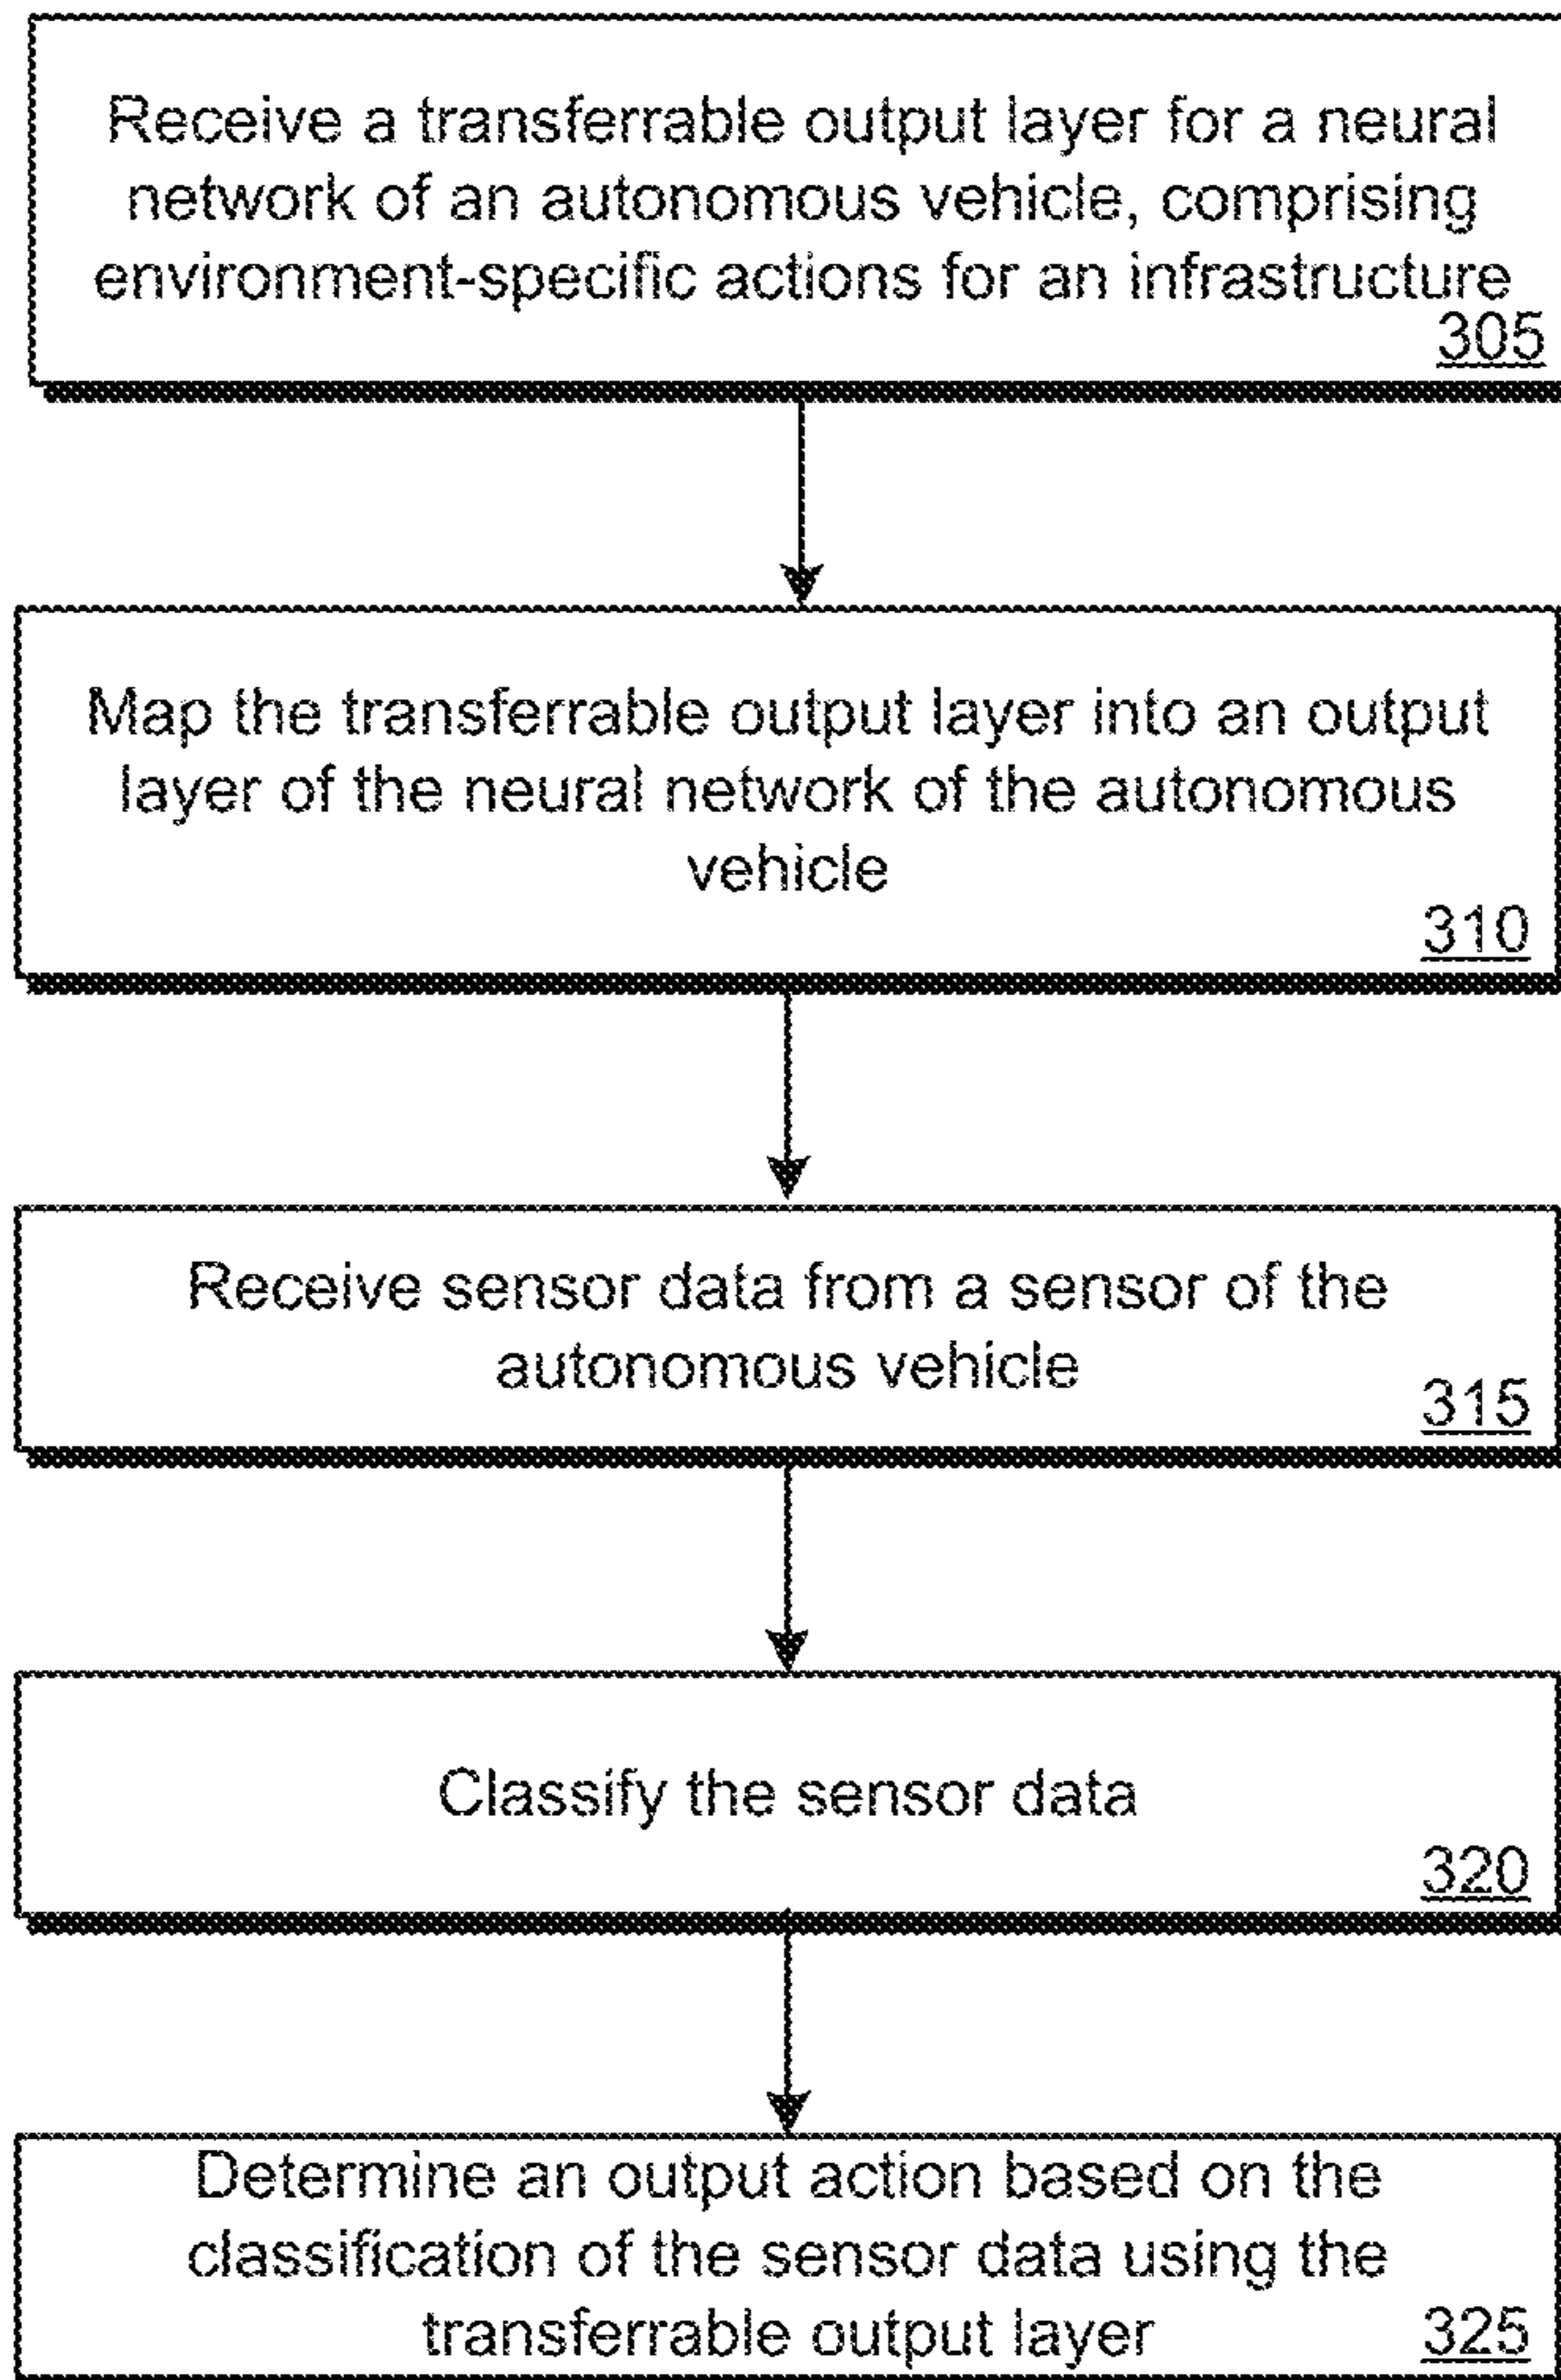 Receive a transferrable output layer for a neural
network of an autonomous vehicle, comprising
environment-specific actions for an infrastructure
305
Map the transferrable output layer into an output
layer of the neural network of the autonomous
vehicle
310
Receive sensor data from a sensor of the
autonomous vehicle
315
Classify the sensor data
320
Determine an output action based on the
classification of the sensor data using the
transferrable output layer
325